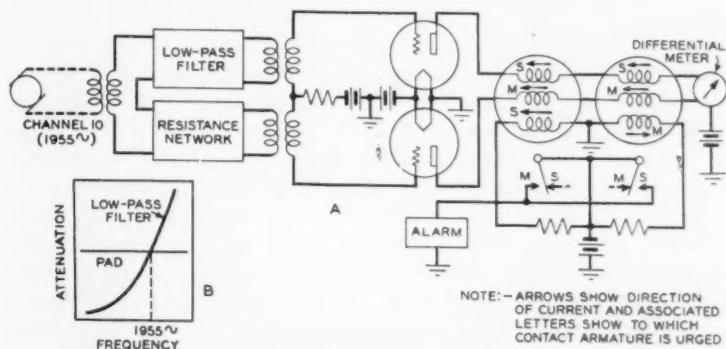 DIFFERENTIAL
METER
LOW-PASS
FILTER
CHANNEL 10
(1955~)
RESISTANCE
NETWORK
S
S
M
M
S
M
M
S
M
S
A
ALARM
ATTENUATION
LOW-PASS
FILTER
PAD
B
1955~
FREQUENCY
NOTE:- ARROWS SHOW DIRECTION
OF CURRENT AND ASSOCIATED
LETTERS SHOW TO WHICH
CONTACT ARMATURE IS URGED